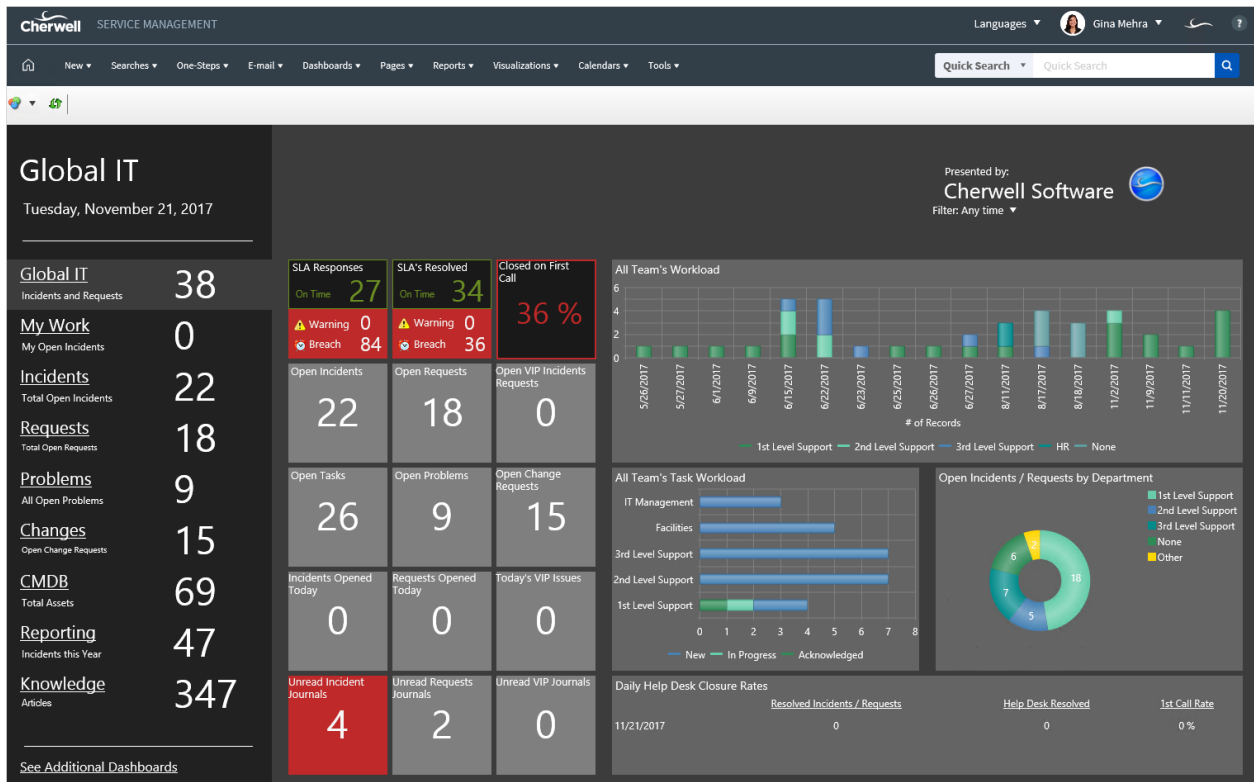 Cherwell SERVICE MANAGEMENT
Languages
Gina Mehra
?
New
Searches
One-Steps
E-mail
Dashboards
Pages
Reports
Visualizations
Calendars
Tools
Quick Search
Quick Search
Global IT
Tuesday, November 21, 2017
Presented by:
Cherwell Software
Filter: Any time
Global IT
38
Incidents and Requests
My Work
0
My Open Incidents
Incidents
22
Total Open Incidents
Requests
18
Total Open Requests
Problems
9
All Open Problems
Changes
15
Open Change Requests
CMDB
69
Total Assets
Reporting
47
Incidents this Year
Knowledge
347
Articles
See Additional Dashboards
SLA Responses
On Time 27
Warning 0
Breach 84
SLA's Resolved
On Time 34
Warning 0
Breach 36
Closed on First
Call
36 %
Open Incidents
22
Open Requests
18
Open VIP Incidents
Requests
0
Open Tasks
26
Open Problems
9
Open Change
Requests
15
Incidents Opened
Today
0
Requests Opened
Today
0
Today's VIP Issues
0
Unread Incident
Journals
4
Unread Requests
Journals
2
Unread VIP Journals
0
All Team's Workload
6
4
2
0
5/26/2017
5/27/2017
6/1/2017
6/9/2017
6/15/2017
6/22/2017
6/23/2017
6/25/2017
6/26/2017
6/27/2017
8/11/2017
8/17/2017
8/18/2017
11/2/2017
11/9/2017
11/11/2017
11/20/2017
# of Records
1st Level Support
2nd Level Support
3rd Level Support
HR
None
All Team's Task Workload
IT Management
Facilities
3rd Level Support
2nd Level Support
1st Level Support
0 1 2 3 4 5 6 7 8
New
In Progress
Acknowledged
Open Incidents / Requests by Department
1st Level Support
2nd Level Support
3rd Level Support
None
Other
2
6
18
7
5
Daily Help Desk Closure Rates
Resolved Incidents / Requests
Help Desk Resolved
1st Call Rate
11/21/2017
0
0
0 %